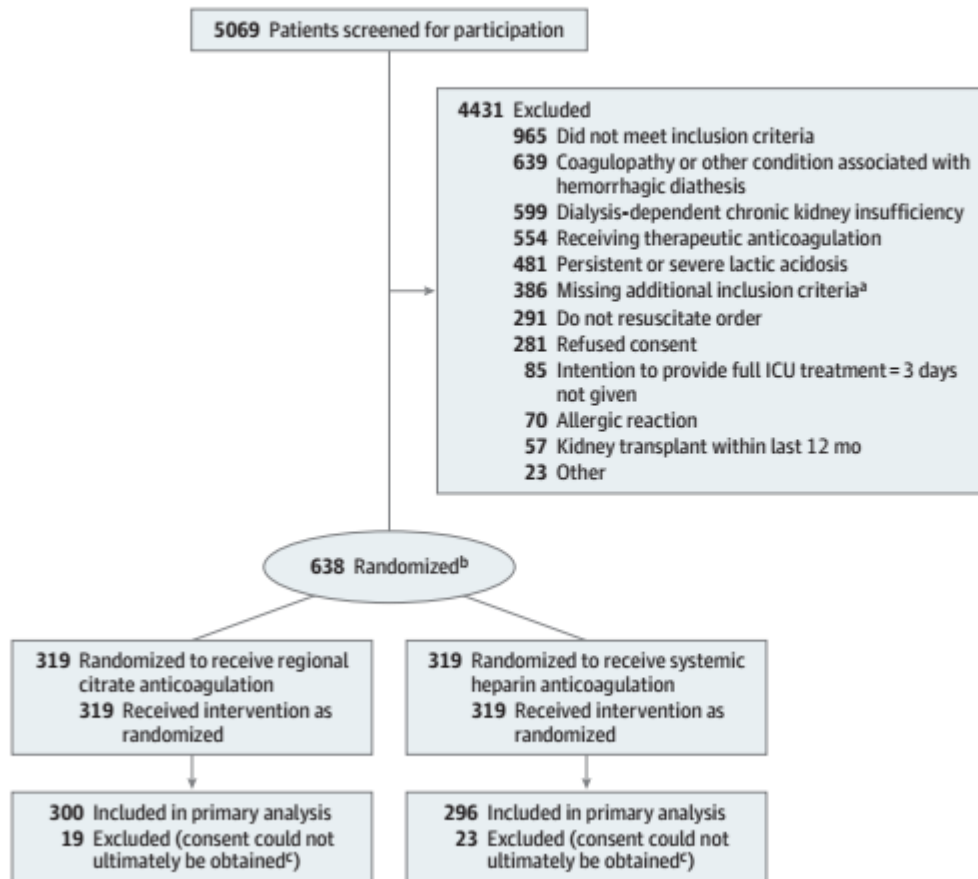 5069 Patients screened for participation
4431 Excluded
965 Did not meet inclusion criteria
639 Coagulopathy or other condition associated with
hemorrhagic diathesis
599 Dialysis-dependent chronic kidney insufficiency
554 Receiving therapeutic anticoagulation
481 Persistent or severe lactic acidosis
386 Missing additional inclusion criteriaᵃ
291 Do not resuscitate order
281 Refused consent
85 Intention to provide full ICU treatment = 3 days
not given
70 Allergic reaction
57 Kidney transplant within last 12 mo
23 Other
638 Randomizedᵇ
319 Randomized to receive regional
citrate anticoagulation
319 Received intervention as
randomized
319 Randomized to receive systemic
heparin anticoagulation
319 Received intervention as
randomized
300 Included in primary analysis
19 Excluded (consent could not
ultimately be obtainedᶜ)
296 Included in primary analysis
23 Excluded (consent could not
ultimately be obtainedᶜ)